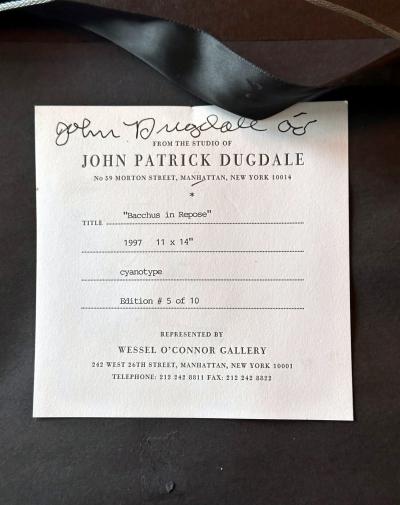 John Dugdale
FROM THE STUDIO OF
JOHN PATRICK DUGDALE
No 59 MORTON STREET, MANHATTAN, NEW YORK 10014
*
TITLE "Bacchus in Repose"
1997 11 x 14"
cyanotype
Edition # 5 of 10
REPRESENTED BY
WESSEL O'CONNOR GALLERY
242 WEST 26TH STREET, MANHATTAN, NEW YORK 10001
TELEPHONE: 212 242 8811 FAX: 212 242 8822